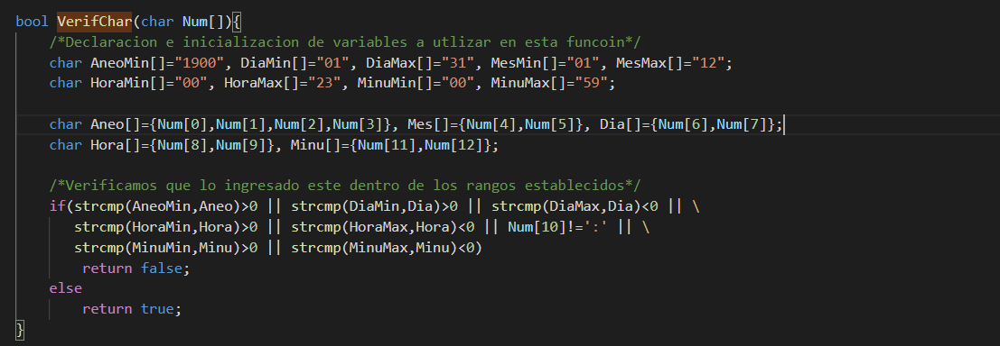 bool VerifChar(char Num[]){
/*Declaracion e inicializacion de variables a utlizar en esta funcoin*/
char AneoMin[]="1900", DiaMin[]="01", DiaMax[]="31", MesMin[]="01", MesMax[]="12";
char HoraMin[]="00", HoraMax[]="23", MinuMin[]="00", MinuMax[]="59";
char Aneo[]={Num[0],Num[1],Num[2],Num[3]}, Mes[]={Num[4],Num[5]}, Dia[]={Num[6],Num[7]};
char Hora[]={Num[8],Num[9]}, Minu[]={Num[11],Num[12]};
/*Verificamos que lo ingresado este dentro de los rangos establecidos*/
if(strcmp(AneoMin,Aneo)>0 || strcmp(DiaMin,Dia)>0 || strcmp(DiaMax,Dia)<0 || \
strcmp(HoraMin,Hora)>0 || strcmp(HoraMax,Hora)<0 || Num[10]!=':' || \
strcmp(MinuMin,Minu)>0 || strcmp(MinuMax,Minu)<0)
return false;
else
return true;
}